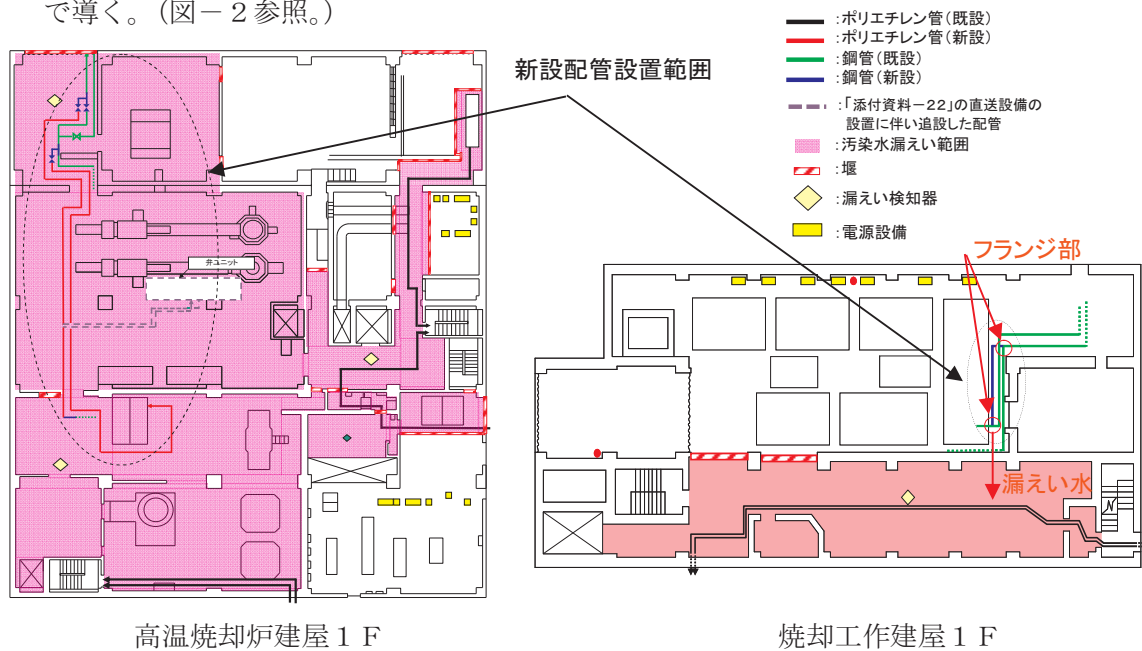 で導く。（図－２参照。）
:ポリエチレン管(既設)
:ポリエチレン管(新設)
:鋼管(既設)
:鋼管(新設)
:「添付資料－22」の直送設備の
設置に伴い追設した配管
:汚染水漏えい範囲
:堰
:漏えい検知器
:電源設備
新設配管設置範囲
弁ユニット
フランジ部
漏えい水
高温焼却炉建屋１Ｆ
焼却工作建屋１Ｆ